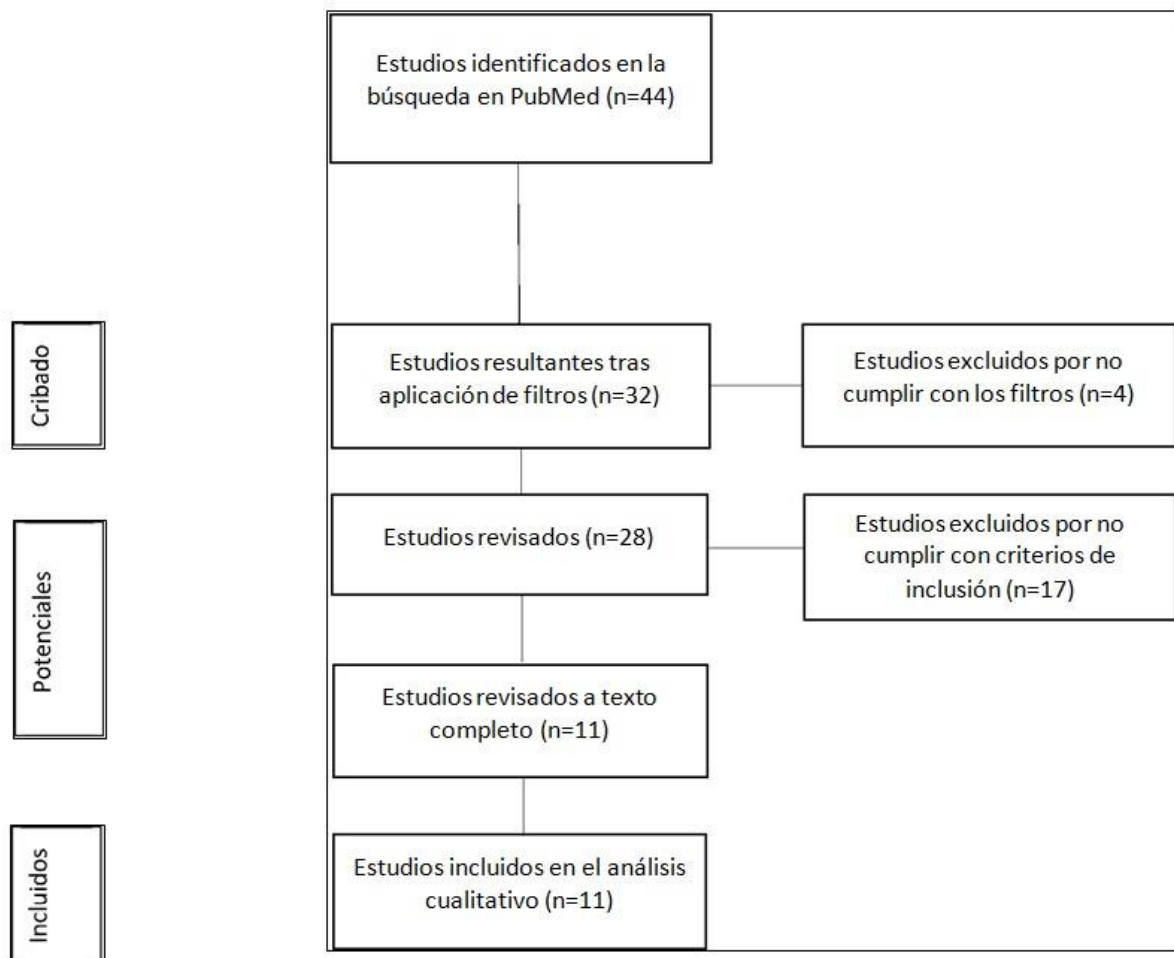 Estudios identificados en la
búsqueda en PubMed (n=44)
Cribado
Estudios resultantes tras
aplicación de filtros (n=32)
Estudios excluidos por no
cumplir con los filtros (n=4)
Potenciales
Estudios revisados (n=28)
Estudios excluidos por no
cumplir con criterios de
inclusión (n=17)
Estudios revisados a texto
completo (n=11)
Incluidos
Estudios incluidos en el análisis
cualitativo (n=11)